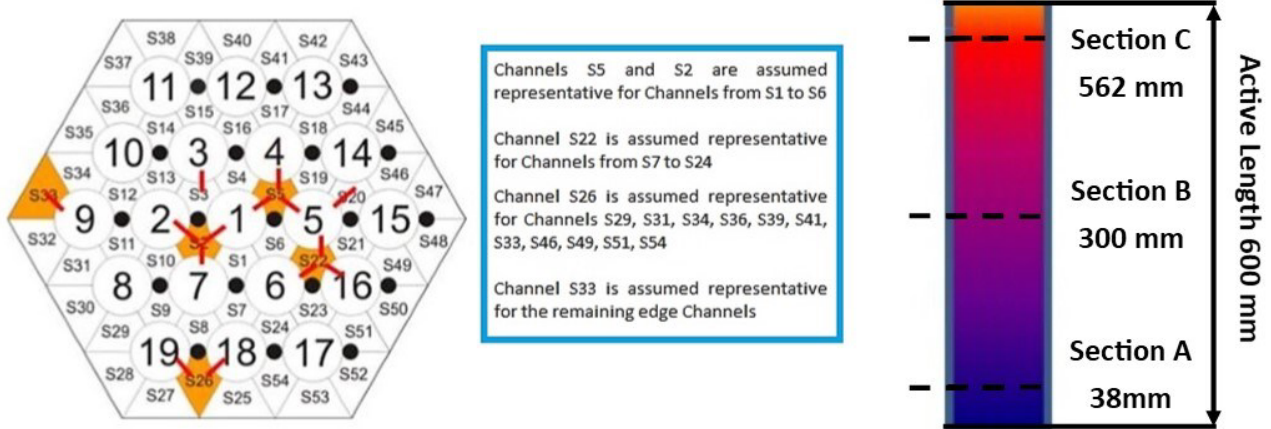 S38 S40 S42
S37 S39 S41 S43
11 12 13
S36 S15 S17 S44
S35 S14 S16 S18 S45
10 3 4 14
S34 S13 S4 S19 S46
S33 S12 S3 S5 S20 S47
9 2 1 5 15
S32 S11 S2 S6 S21 S48
S31 S10 S1 S22 S49
8 7 6 16
S30 S9 S7 S23 S50
S29 S8 S24 S51
19 18 17
S28 S26 S54 S52
S27 S25 S53
Channels S5 and S2 are assumed
representative for Channels from S1 to S6
Channel S22 is assumed representative
for Channels from S7 to S24
Channel S26 is assumed representative
for Channels S29, S31, S34, S36, S39, S41,
S33, S46, S49, S51, S54
Channel S33 is assumed representative
for the remaining edge Channels
Section C
562 mm
Section B
300 mm
Section A
38mm
Active Length 600 mm